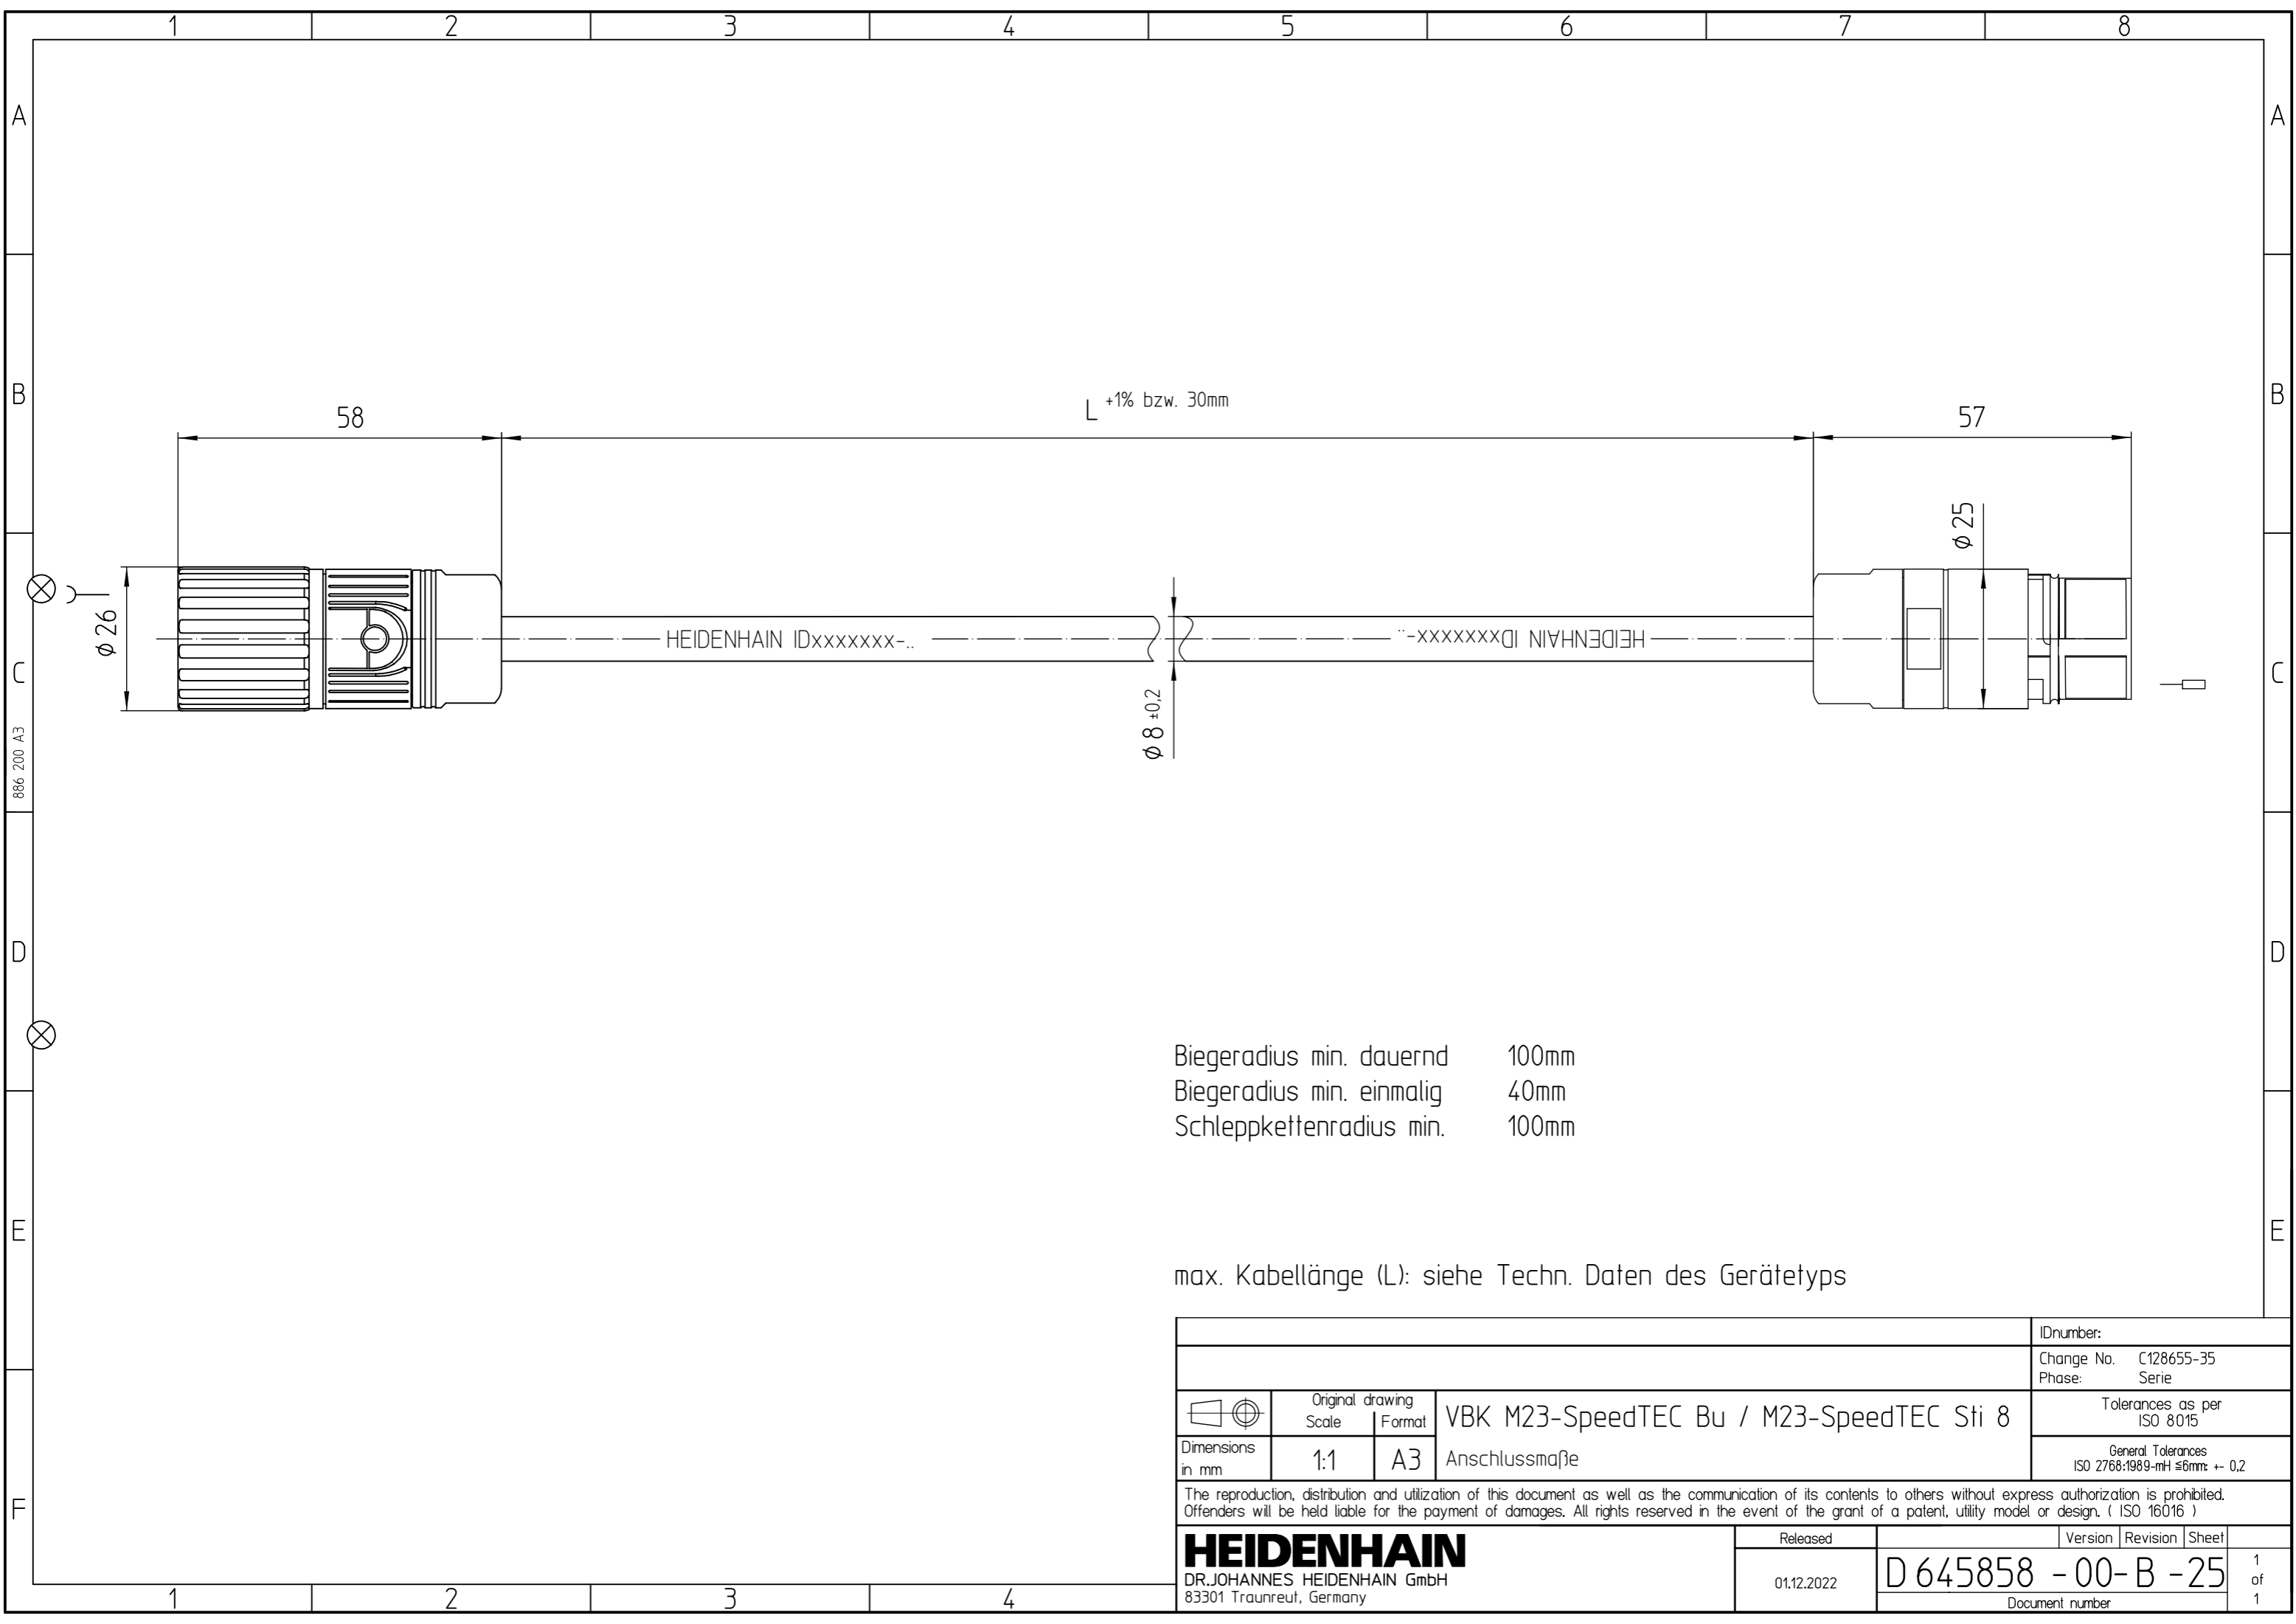 1 2 3 4 5 6 7 8
A A
B B
C C
D D
E E
F
886 200 A3
58
L +1% bzw. 30mm
57
ϕ 26
ϕ 25
HEIDENHAIN IDxxxxxxx-..
HEIDENHAIN IDxxxxxxx-..
ϕ 8 ±0,2
Biegeradius min. dauernd 100mm
Biegeradius min. einmalig 40mm
Schleppkettenradius min. 100mm
max. Kabellänge (L): siehe Techn. Daten des Gerätetyps
IDnumber:
Change No. C128655-35
Phase: Serie
Original drawing
Scale Format
VBK M23-SpeedTEC Bu / M23-SpeedTEC Sti 8
Tolerances as per
ISO 8015
Dimensions
in mm
1:1 A3
Anschlussmaße
General Tolerances
ISO 2768:1989-mH ≤6mm: +- 0,2
The reproduction, distribution and utilization of this document as well as the communication of its contents to others without express authorization is prohibited.
Offenders will be held liable for the payment of damages. All rights reserved in the event of the grant of a patent, utility model or design. ( ISO 16016 )
HEIDENHAIN
DR.JOHANNES HEIDENHAIN GmbH
83301 Traunreut, Germany
Released
01.12.2022
Version Revision Sheet
D 645858 - 00- B - 25
Document number
1
of
1
1 2 3 4